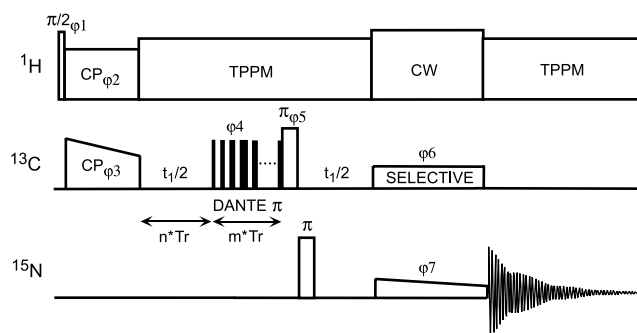 π/2φ1
¹H
CPφ2
TPPM
CW
TPPM
φ4
πφ5
¹³C
CPφ3
t₁/2
.....
t₁/2
φ6
SELECTIVE
DANTE π
n*Tr
m*Tr
π
¹⁵N
φ7